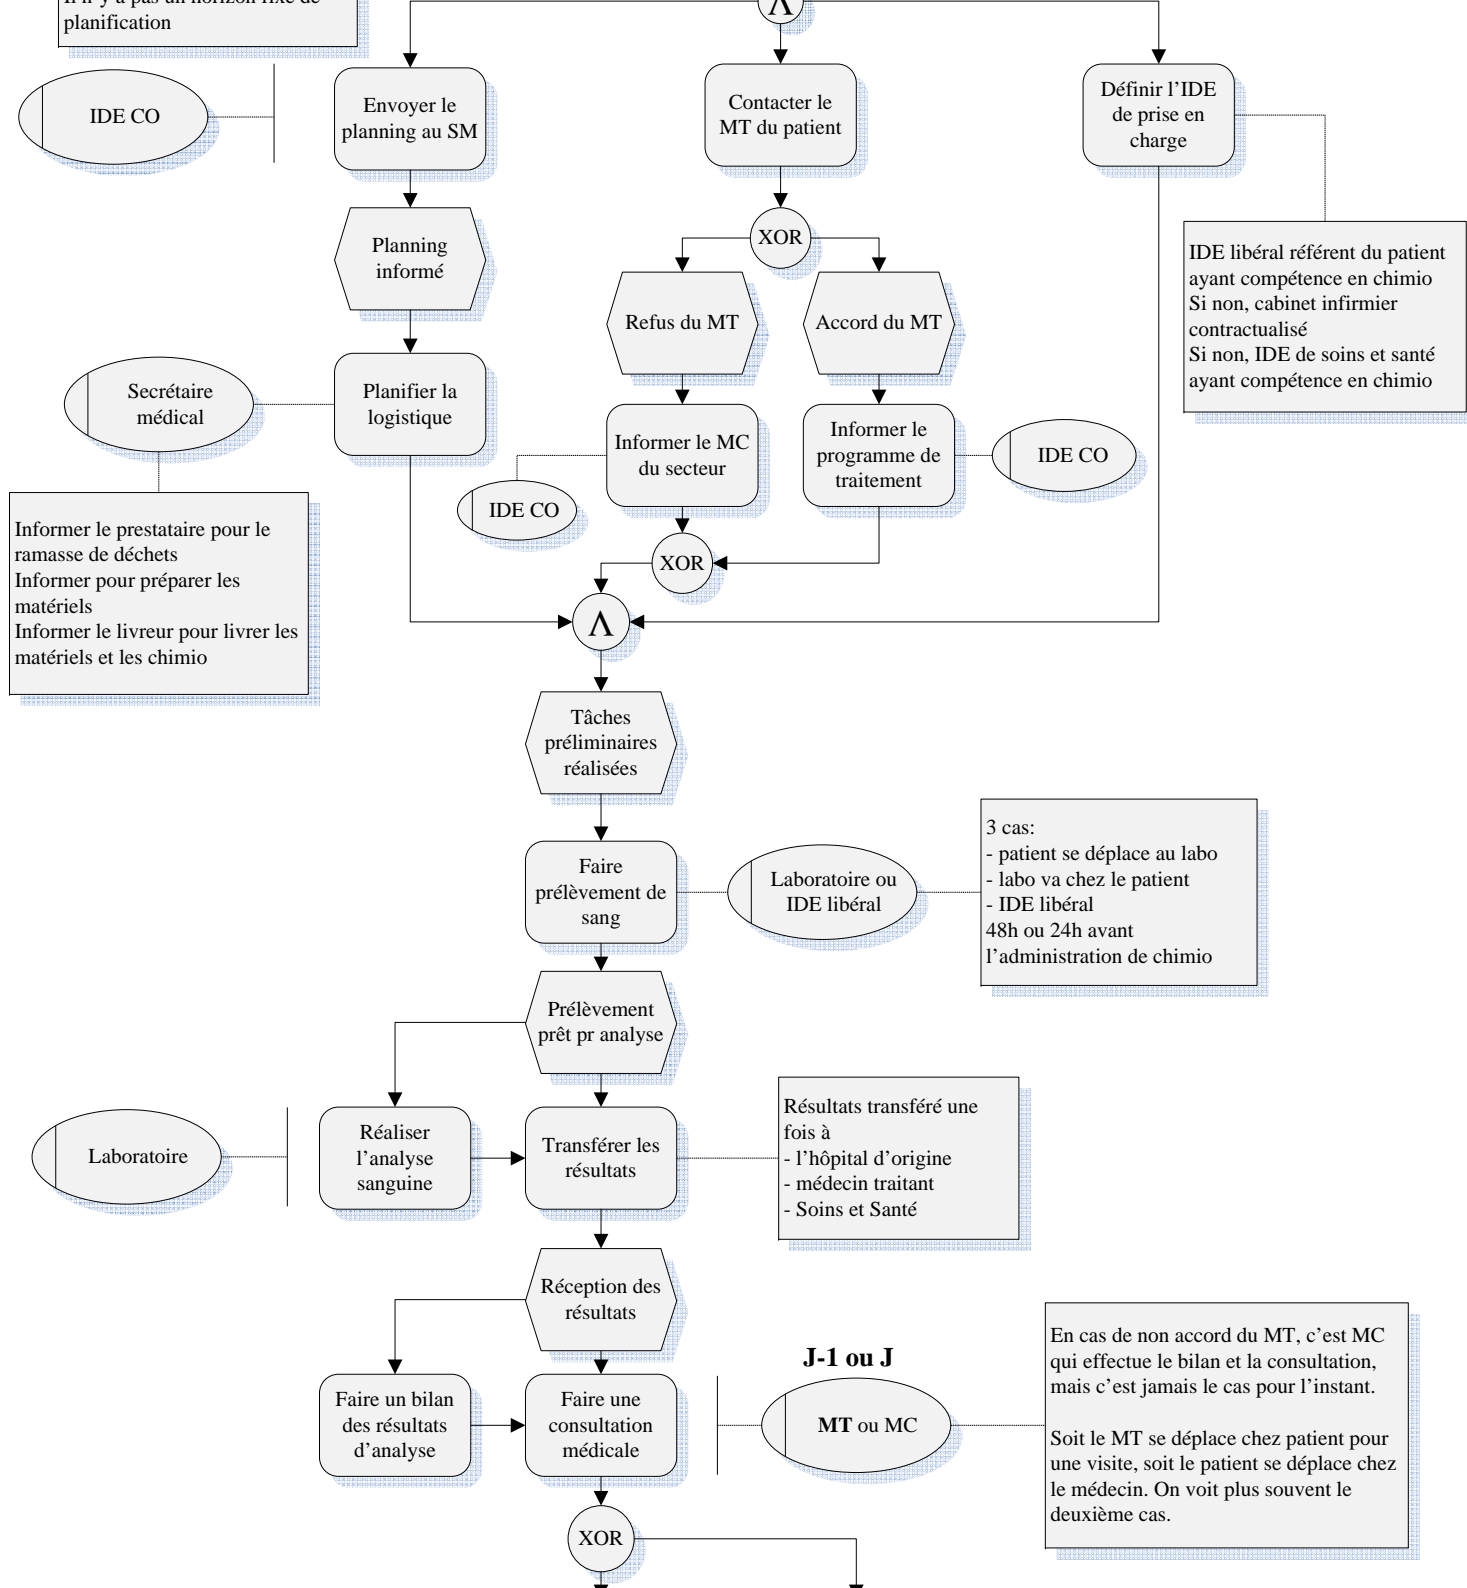 Il n'y a pas un horizon fixe de
planification
Λ
IDE CO
Envoyer le
planning au SM
Contacter le
MT du patient
Définir l’IDE
de prise en
charge
Planning
informé
XOR
IDE libéral référent du patient
ayant compétence en chimio
Si non, cabinet infirmier
contractualisé
Si non, IDE de soins et santé
ayant compétence en chimio
Refus du MT
Accord du MT
Secrétaire
médical
Planifier la
logistique
Informer le MC
du secteur
Informer le
programme de
traitement
IDE CO
IDE CO
Informer le prestataire pour le
ramasse de déchets
Informer pour préparer les
matériels
Informer le livreur pour livrer les
matériels et les chimio
XOR
Λ
Tâches
préliminaires
réalisées
Faire
prélèvement de
sang
Laboratoire ou
IDE libéral
3 cas:
- patient se déplace au labo
- labo va chez le patient
- IDE libéral
48h ou 24h avant
l’administration de chimio
Prélèvement
prêt pr analyse
Laboratoire
Réaliser
l’analyse
sanguine
Transférer les
résultats
Résultats transféré une
fois à
- l’hôpital d’origine
- médecin traitant
- Soins et Santé
Réception des
résultats
J-1 ou J
Faire un bilan
des résultats
d’analyse
Faire une
consultation
médicale
MT ou MC
En cas de non accord du MT, c’est MC
qui effectue le bilan et la consultation,
mais c’est jamais le cas pour l’instant.
Soit le MT se déplace chez patient pour
une visite, soit le patient se déplace chez
le médecin. On voit plus souvent le
deuxième cas.
XOR